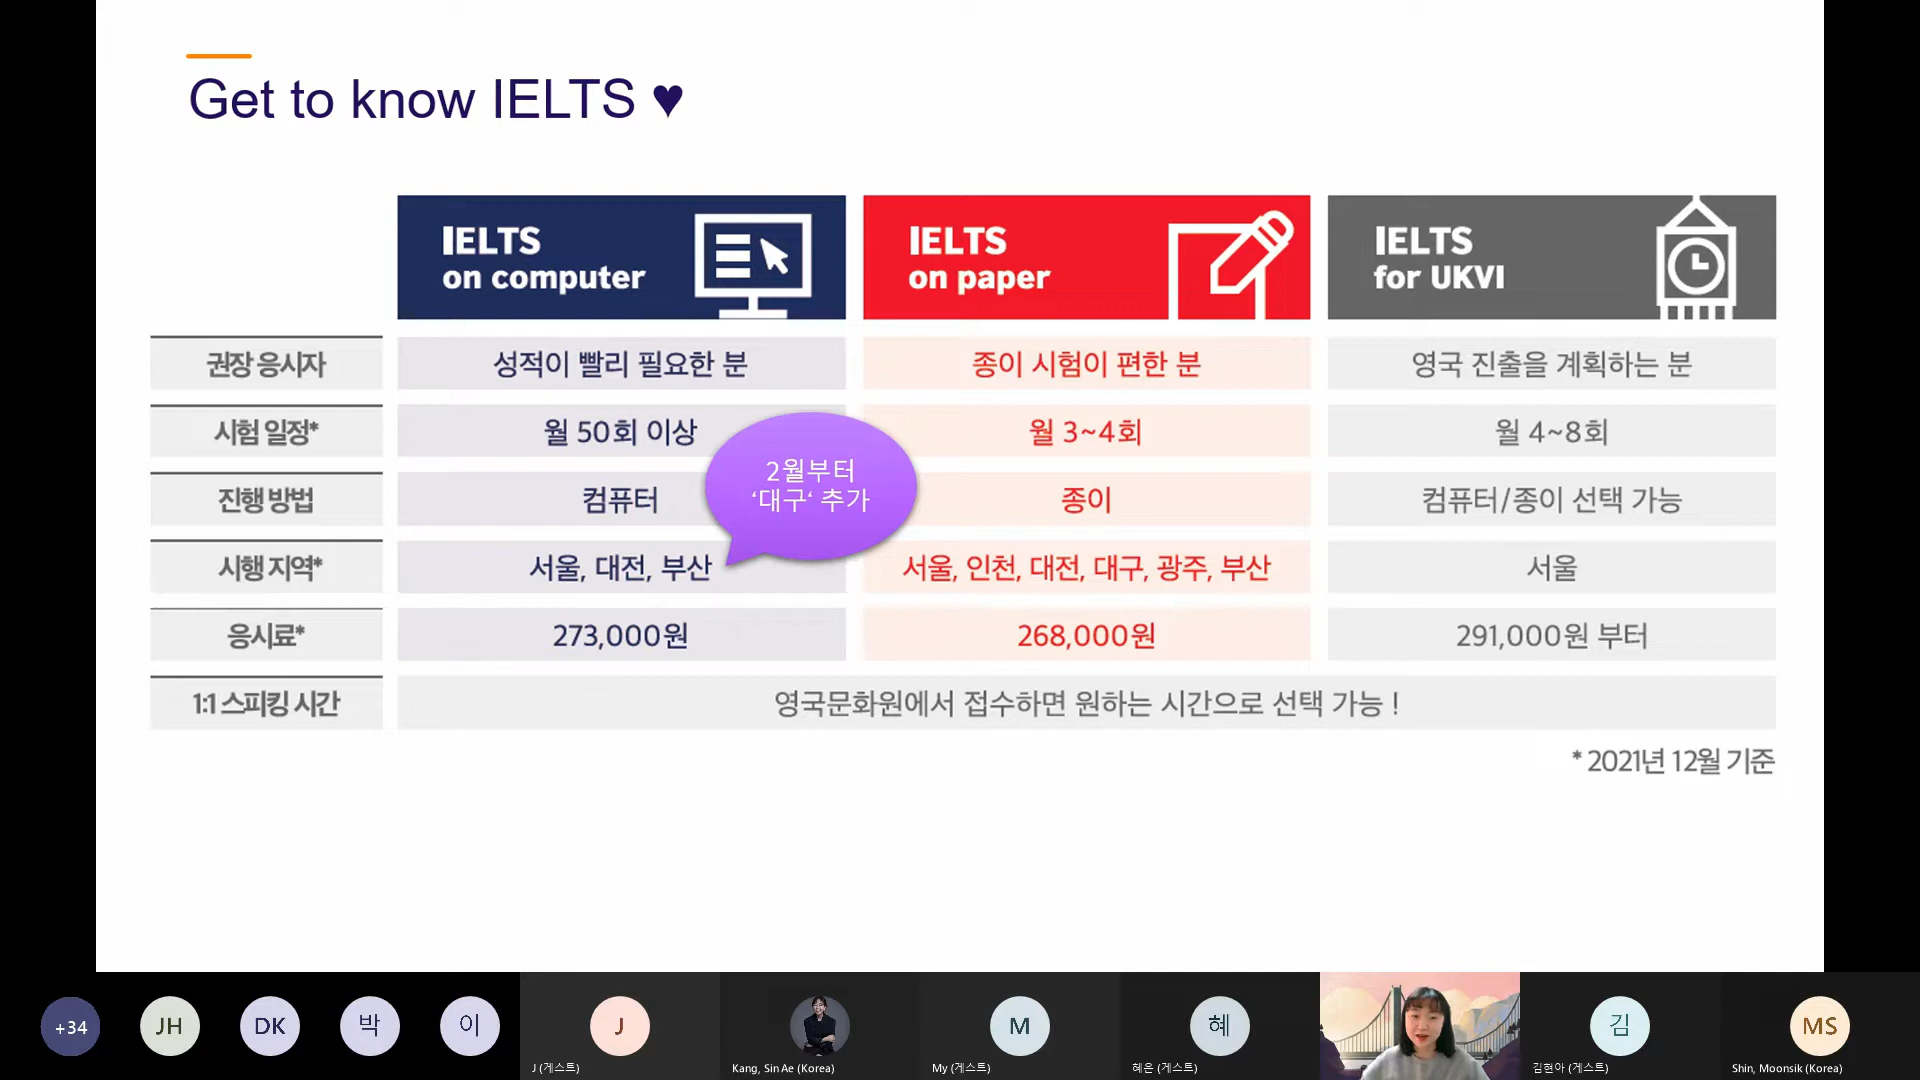 Get to know IELTS ♥
IELTS
on computer
IELTS
on paper
IELTS
for UKVI
권장 응시자
성적이 빨리 필요한 분
종이 시험이 편한 분
영국 진출을 계획하는 분
시험 일정*
월 50회 이상
월 3~4회
월 4~8회
2월부터
‘대구‘ 추가
진행 방법
컴퓨터
종이
컴퓨터/종이 선택 가능
시행 지역*
서울, 대전, 부산
서울, 인천, 대전, 대구, 광주, 부산
서울
응시료*
273,000원
268,000원
291,000원 부터
1:1 스피킹 시간
영국문화원에서 접수하면 원하는 시간으로 선택 가능 !
* 2021년 12월 기준
+34
JH
DK
박
이
J
J (게스트)
Kang, Sin Ae (Korea)
M
My (게스트)
혜
혜은 (게스트)
김
김현아 (게스트)
MS
Shin, Moonsik (Korea)